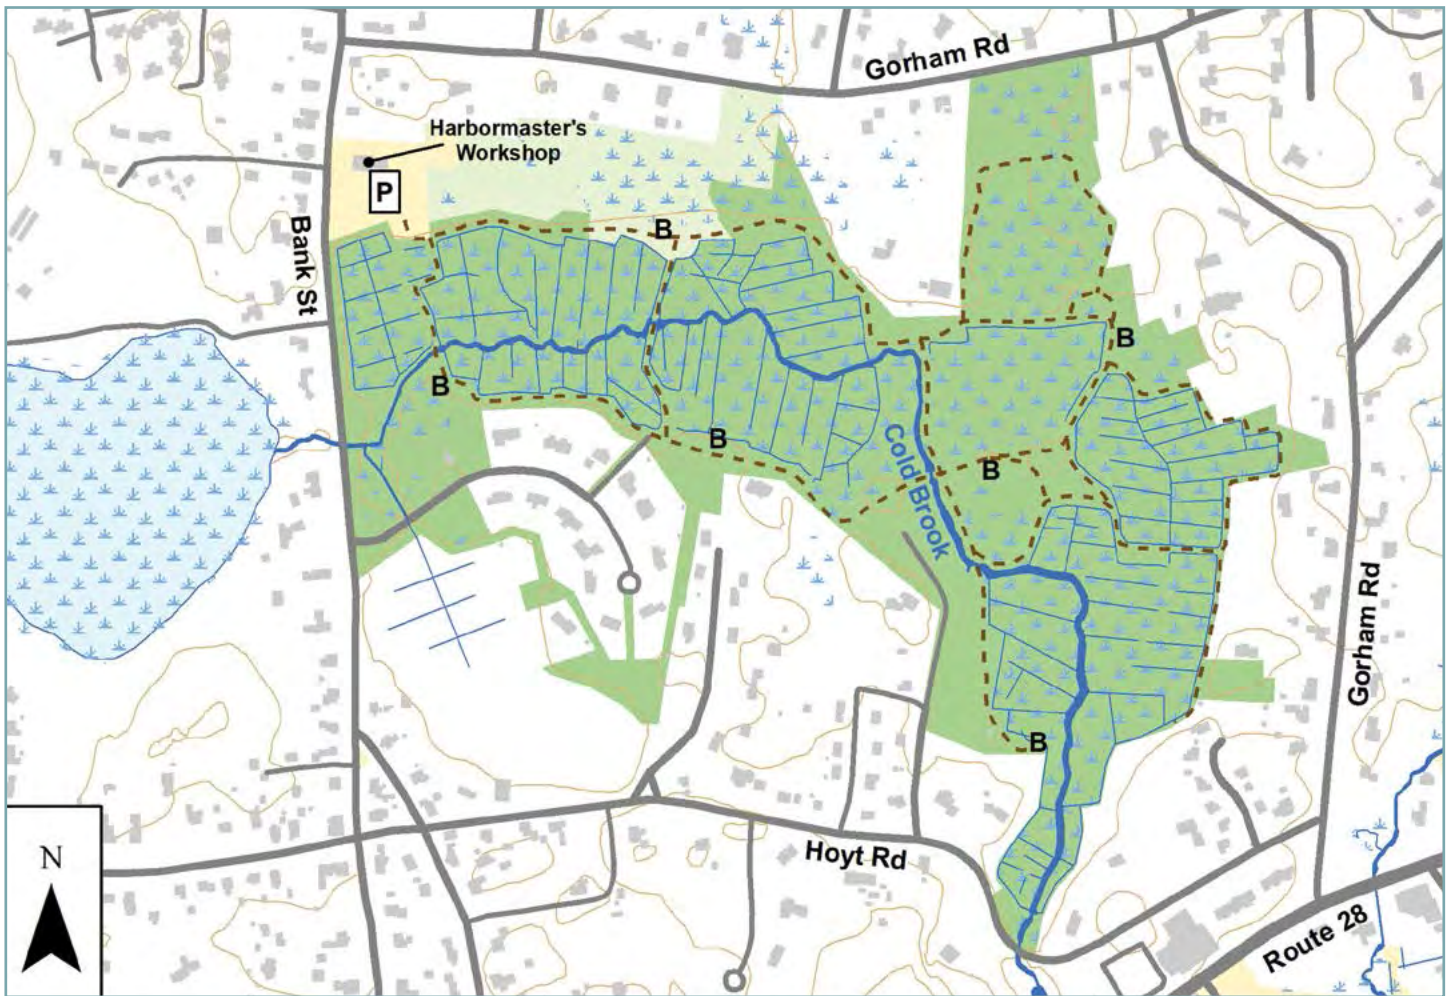 Gorham Rd
Harbormaster's
Workshop
P
Bank St
B
B
B
B
B
Cold Brook
Gorham Rd
B
N
Hoyt Rd
Route 28